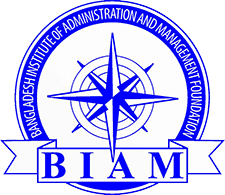 BANGLADESH INSTITUTE OF ADMINISTRATION AND MANAGEMENT FOUNDATION
BIAM